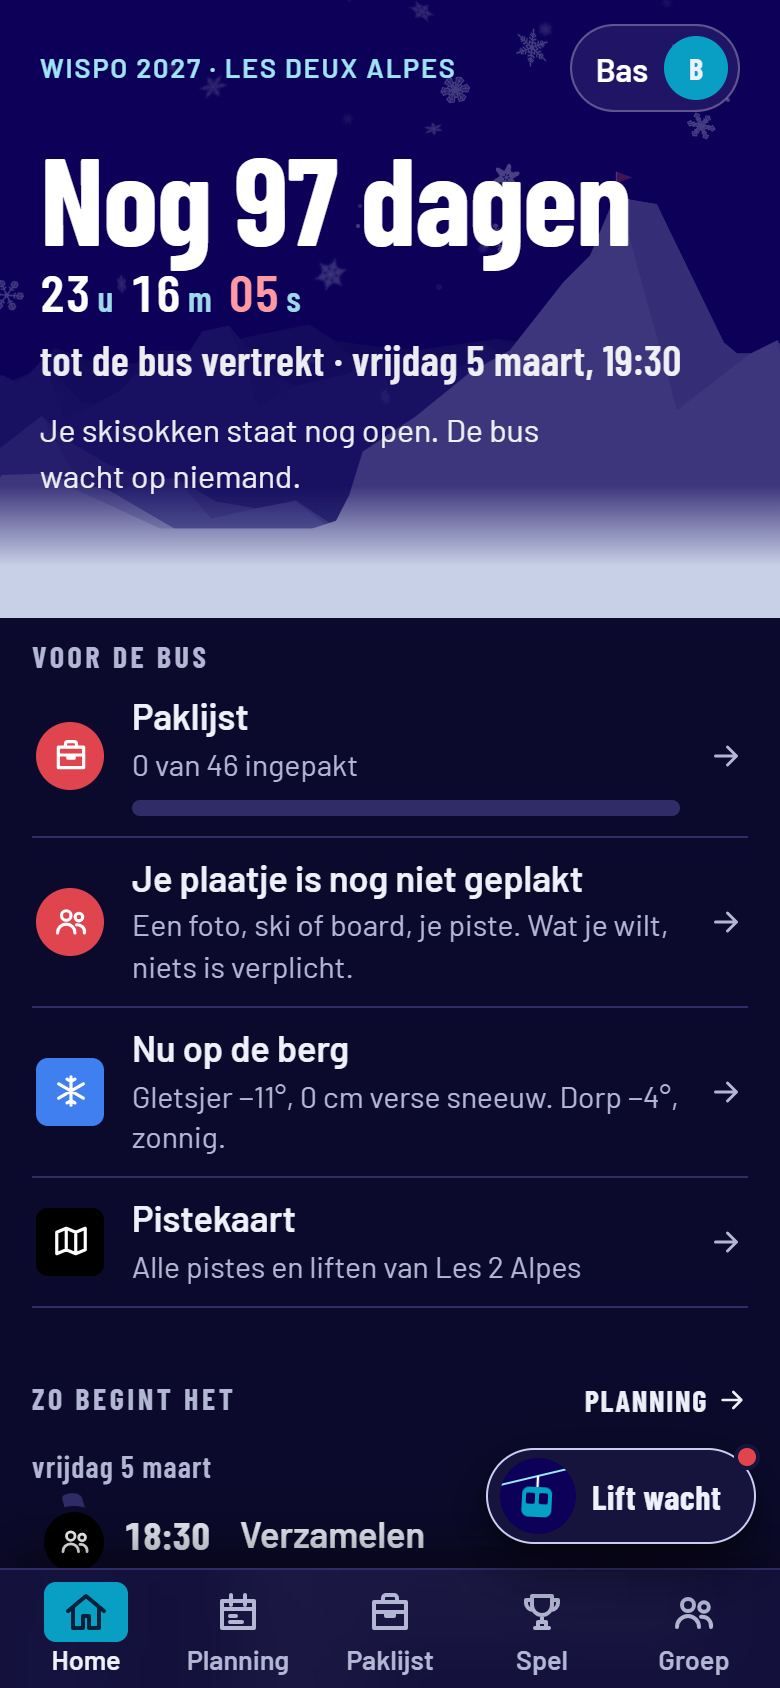 WISPO 2027 · LES DEUX ALPES
Bas
B
Nog 97 dagen
23 u 16 m 05 s
tot de bus vertrekt · vrijdag 5 maart, 19:30
Je skisokken staat nog open. De bus
wacht op niemand.
VOOR DE BUS
Paklijst
0 van 46 ingepakt
Je plaatje is nog niet geplakt
Een foto, ski of board, je piste. Wat je wilt,
niets is verplicht.
Nu op de berg
Gletsjer −11°, 0 cm verse sneeuw. Dorp −4°,
zonnig.
Pistekaart
Alle pistes en liften van Les 2 Alpes
ZO BEGINT HET
PLANNING
vrijdag 5 maart
Lift wacht
18:30 Verzamelen
Home
Planning
Paklijst
Spel
Groep